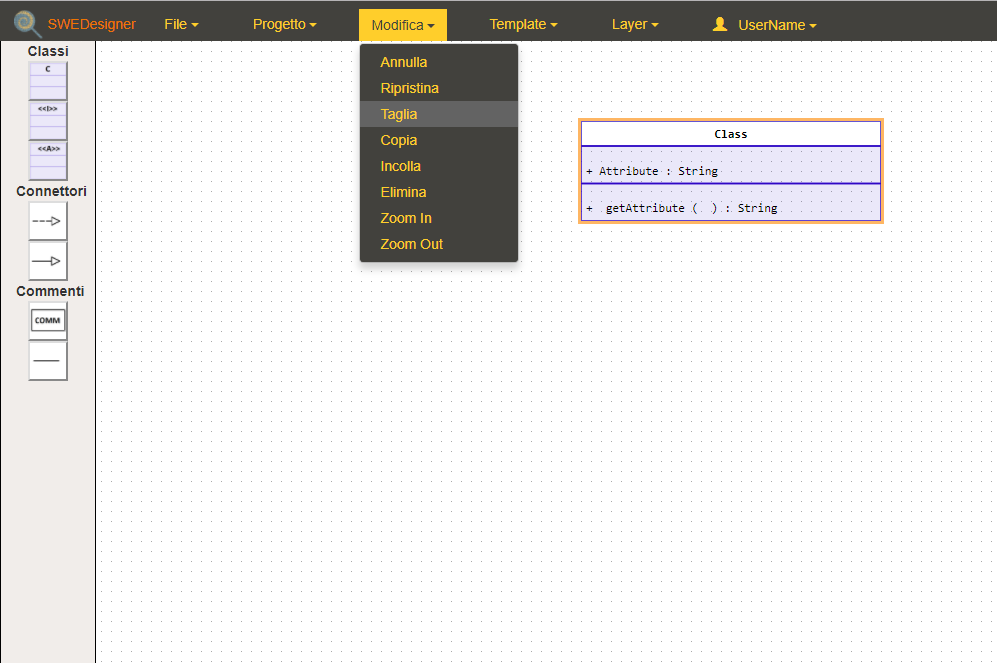 SWEDesigner File Progetto Modifica Template Layer UserName
Classi
C
<<I>>
<<A>>
Connettori
Commenti
COMM
Annulla
Ripristina
Taglia
Copia
Incolla
Elimina
Zoom In
Zoom Out
Class
+ Attribute : String
+ getAttribute ( ) : String